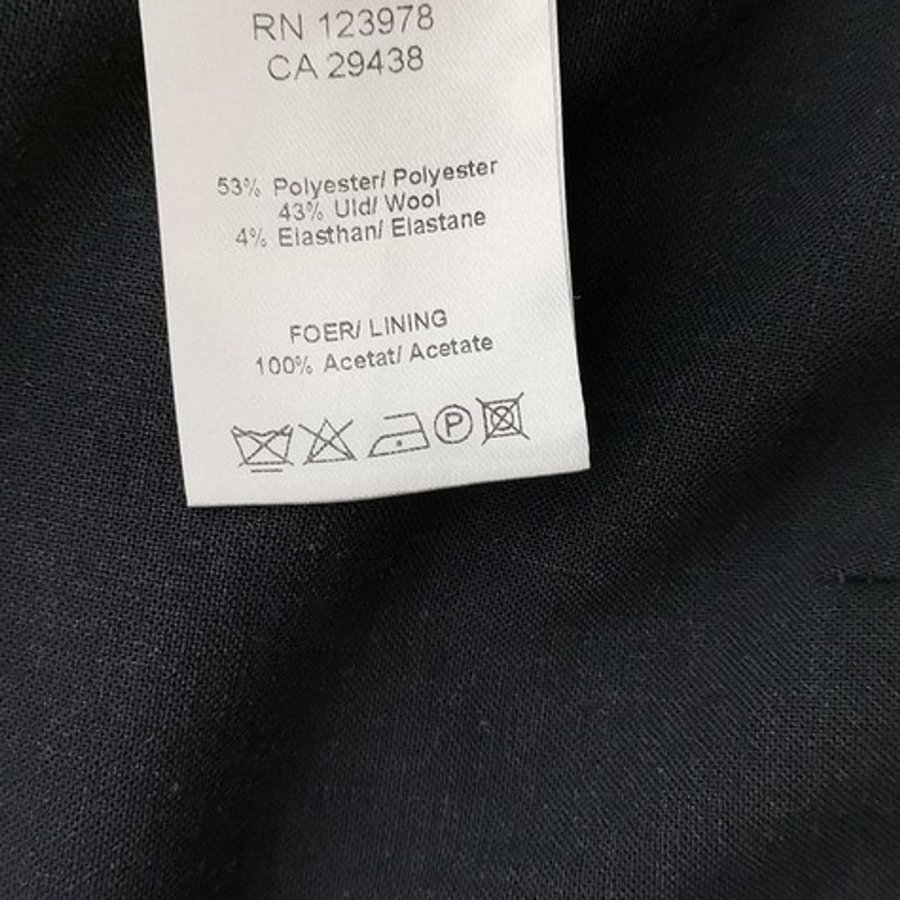 RN 123978
CA 29438
53% Polyester/ Polyester
43% Uld/ Wool
4% Elasthan/ Elastane
FOER/ LINING
100% Acetat/ Acetate
P